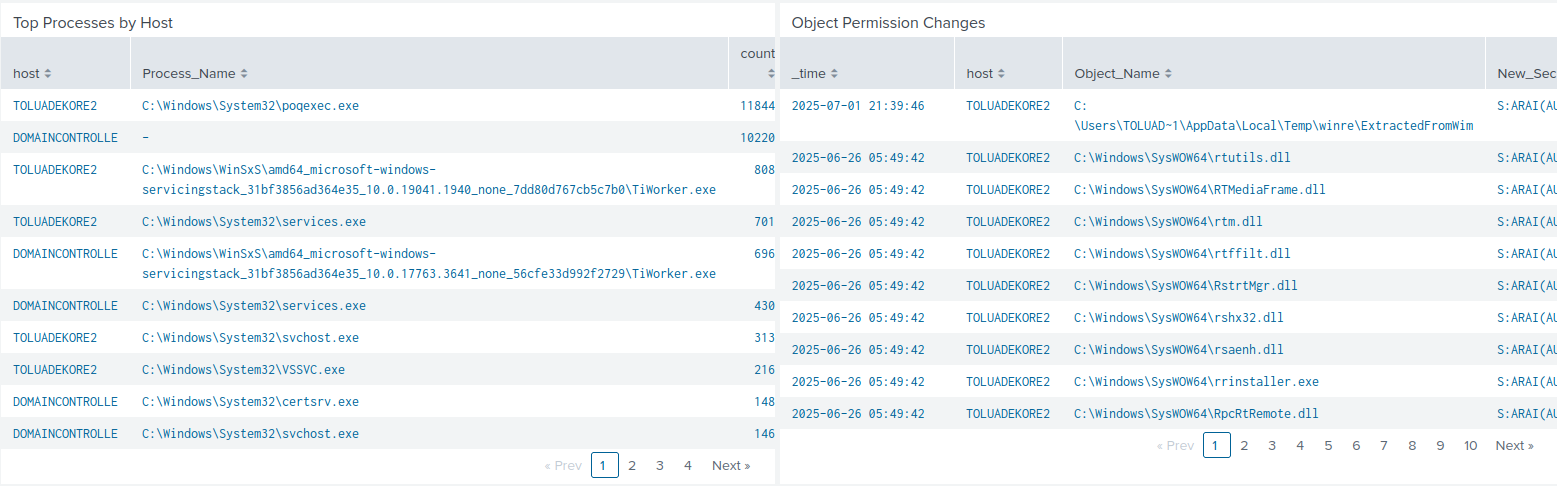 Top Processes by Host
count
host Process_Name
TOLUADEKORE2 C:\Windows\System32\poqexec.exe 11844
DOMAINCONTROLLE - 10220
TOLUADEKORE2 C:\Windows\WinSxS\amd64_microsoft-windows- 808
servicingstack_31bf3856ad364e35_10.0.19041.1940_none_7dd80d767cb5c7b0\TiWorker.exe
TOLUADEKORE2 C:\Windows\System32\services.exe 701
DOMAINCONTROLLE C:\Windows\WinSxS\amd64_microsoft-windows- 696
servicingstack_31bf3856ad364e35_10.0.17763.3641_none_56cfe33d992f2729\TiWorker.exe
DOMAINCONTROLLE C:\Windows\System32\services.exe 430
TOLUADEKORE2 C:\Windows\System32\svchost.exe 313
TOLUADEKORE2 C:\Windows\System32\VSSVC.exe 216
DOMAINCONTROLLE C:\Windows\System32\certsrv.exe 148
DOMAINCONTROLLE C:\Windows\System32\svchost.exe 146
« Prev 1 2 3 4 Next »
Object Permission Changes
_time host Object_Name New_Sec
2025-07-01 21:39:46 TOLUADEKORE2 C: S:ARAI(AU
\Users\TOLUAD~1\AppData\Local\Temp\winre\ExtractedFromWim
2025-06-26 05:49:42 TOLUADEKORE2 C:\Windows\SysWOW64\rtutils.dll S:ARAI(AU
2025-06-26 05:49:42 TOLUADEKORE2 C:\Windows\SysWOW64\RTMediaFrame.dll S:ARAI(AU
2025-06-26 05:49:42 TOLUADEKORE2 C:\Windows\SysWOW64\rtm.dll S:ARAI(AU
2025-06-26 05:49:42 TOLUADEKORE2 C:\Windows\SysWOW64\rtffilt.dll S:ARAI(AU
2025-06-26 05:49:42 TOLUADEKORE2 C:\Windows\SysWOW64\RstrtMgr.dll S:ARAI(AU
2025-06-26 05:49:42 TOLUADEKORE2 C:\Windows\SysWOW64\rshx32.dll S:ARAI(AU
2025-06-26 05:49:42 TOLUADEKORE2 C:\Windows\SysWOW64\rsaenh.dll S:ARAI(AU
2025-06-26 05:49:42 TOLUADEKORE2 C:\Windows\SysWOW64\rrinstaller.exe S:ARAI(AU
2025-06-26 05:49:42 TOLUADEKORE2 C:\Windows\SysWOW64\RpcRtRemote.dll S:ARAI(AU
« Prev 1 2 3 4 5 6 7 8 9 10 Next »